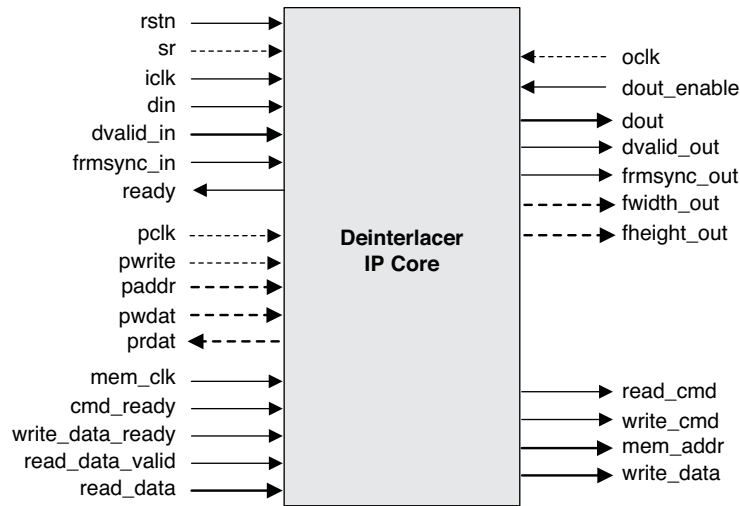 rstn
sr
iclk
din
dvalid_in
frmsync_in
ready
pclk
pwrite
paddr
pwdat
prdat
mem_clk
cmd_ready
write_data_ready
read_data_valid
read_data
Deinterlacer
IP Core
oclk
dout_enable
dout
dvalid_out
frmsync_out
fwidth_out
fheight_out
read_cmd
write_cmd
mem_addr
write_data